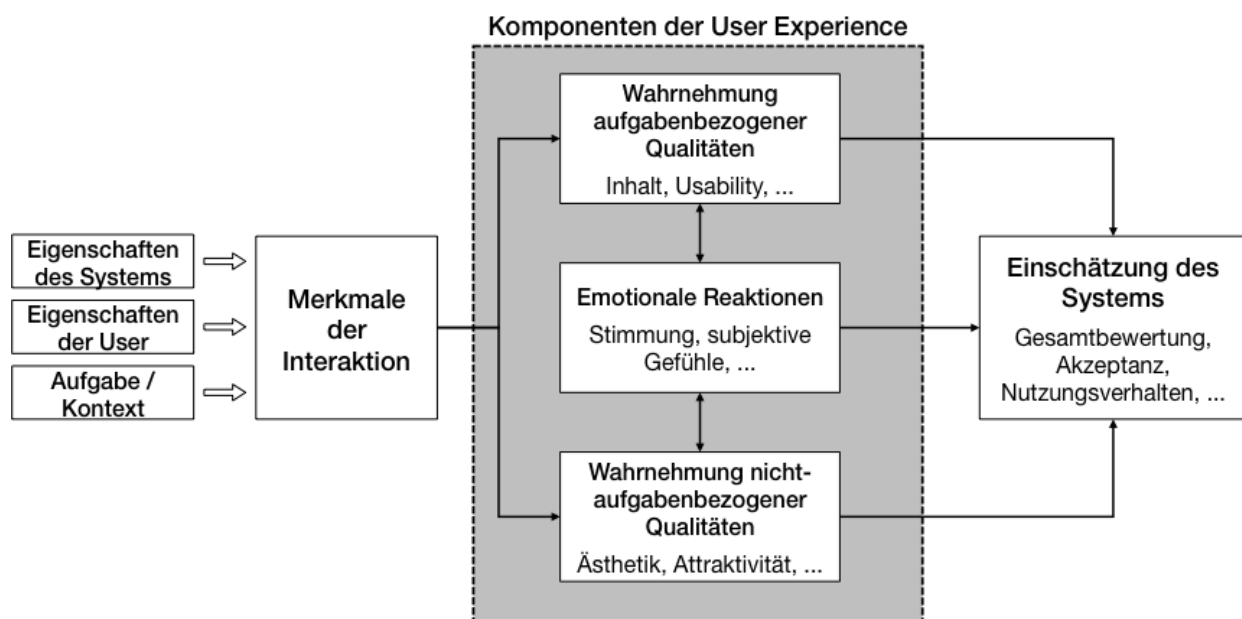 Komponenten der User Experience
Wahrnehmung
aufgabenbezogener
Qualitäten
Inhalt, Usability, ...
Eigenschaften
des Systems
Eigenschaften
der User
Aufgabe /
Kontext
Merkmale
der
Interaktion
Emotionale Reaktionen
Stimmung, subjektive
Gefühle, ...
Einschätzung des
Systems
Gesamtbewertung,
Akzeptanz,
Nutzungsverhalten, ...
Wahrnehmung nicht-
aufgabenbezogener
Qualitäten
Ästhetik, Attraktivität, ...